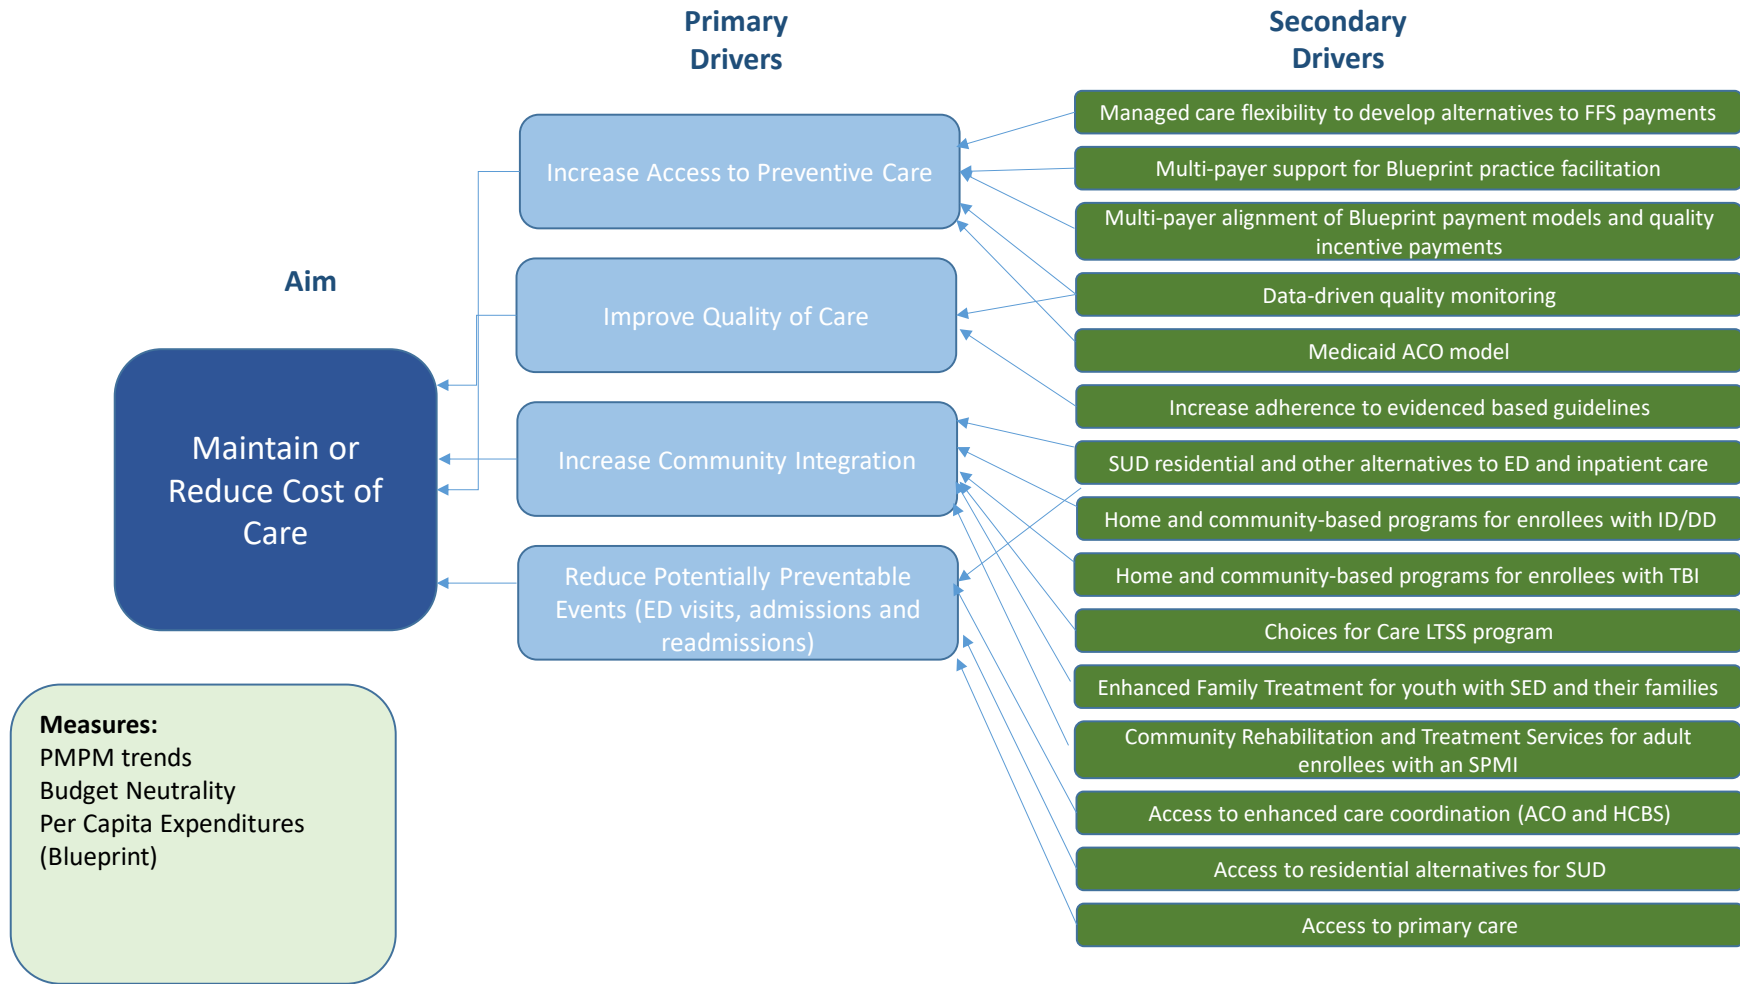 Primary
Drivers
Secondary
Drivers
Aim
Maintain or
Reduce Cost of
Care
Measures:
PMPM trends
Budget Neutrality
Per Capita Expenditures
(Blueprint)
Increase Access to Preventive Care
Improve Quality of Care
Increase Community Integration
Reduce Potentially Preventable
Events (ED visits, admissions and
readmissions)
Managed care flexibility to develop alternatives to FFS payments
Multi-payer support for Blueprint practice facilitation
Multi-payer alignment of Blueprint payment models and quality
incentive payments
Data-driven quality monitoring
Medicaid ACO model
Increase adherence to evidenced based guidelines
SUD residential and other alternatives to ED and inpatient care
Home and community-based programs for enrollees with ID/DD
Home and community-based programs for enrollees with TBI
Choices for Care LTSS program
Enhanced Family Treatment for youth with SED and their families
Community Rehabilitation and Treatment Services for adult
enrollees with an SPMI
Access to enhanced care coordination (ACO and HCBS)
Access to residential alternatives for SUD
Access to primary care